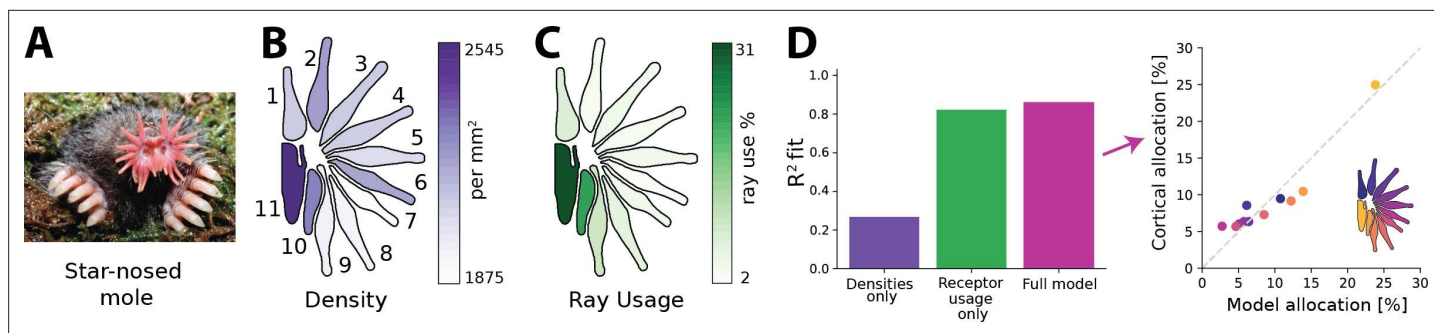 A
Star-nosed
mole
B
1
2
3
4
5
6
7
8
9
10
11
Density
2545
per mm²
1875
C
Ray Usage
31
ray use %
2
D
R² fit
1.0
0.8
0.6
0.4
0.2
0.0
Densities
only
Receptor
usage
only
Full model
Cortical allocation [%]
30
25
20
15
10
5
0
0
5
10
15
20
25
30
Model allocation [%]